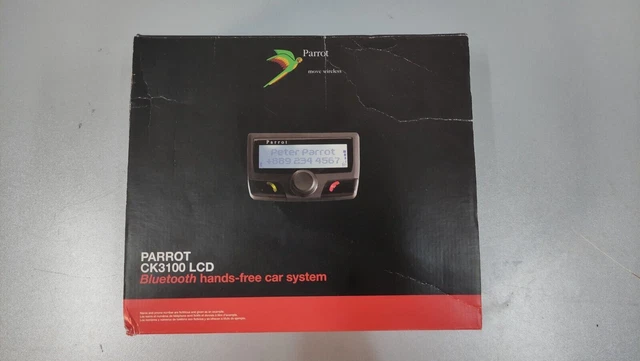 Parrot
move wireless
Parrot
Peter Parrot
+889 234 4567
PARROT
CK3100 LCD
Bluetooth hands-free car system